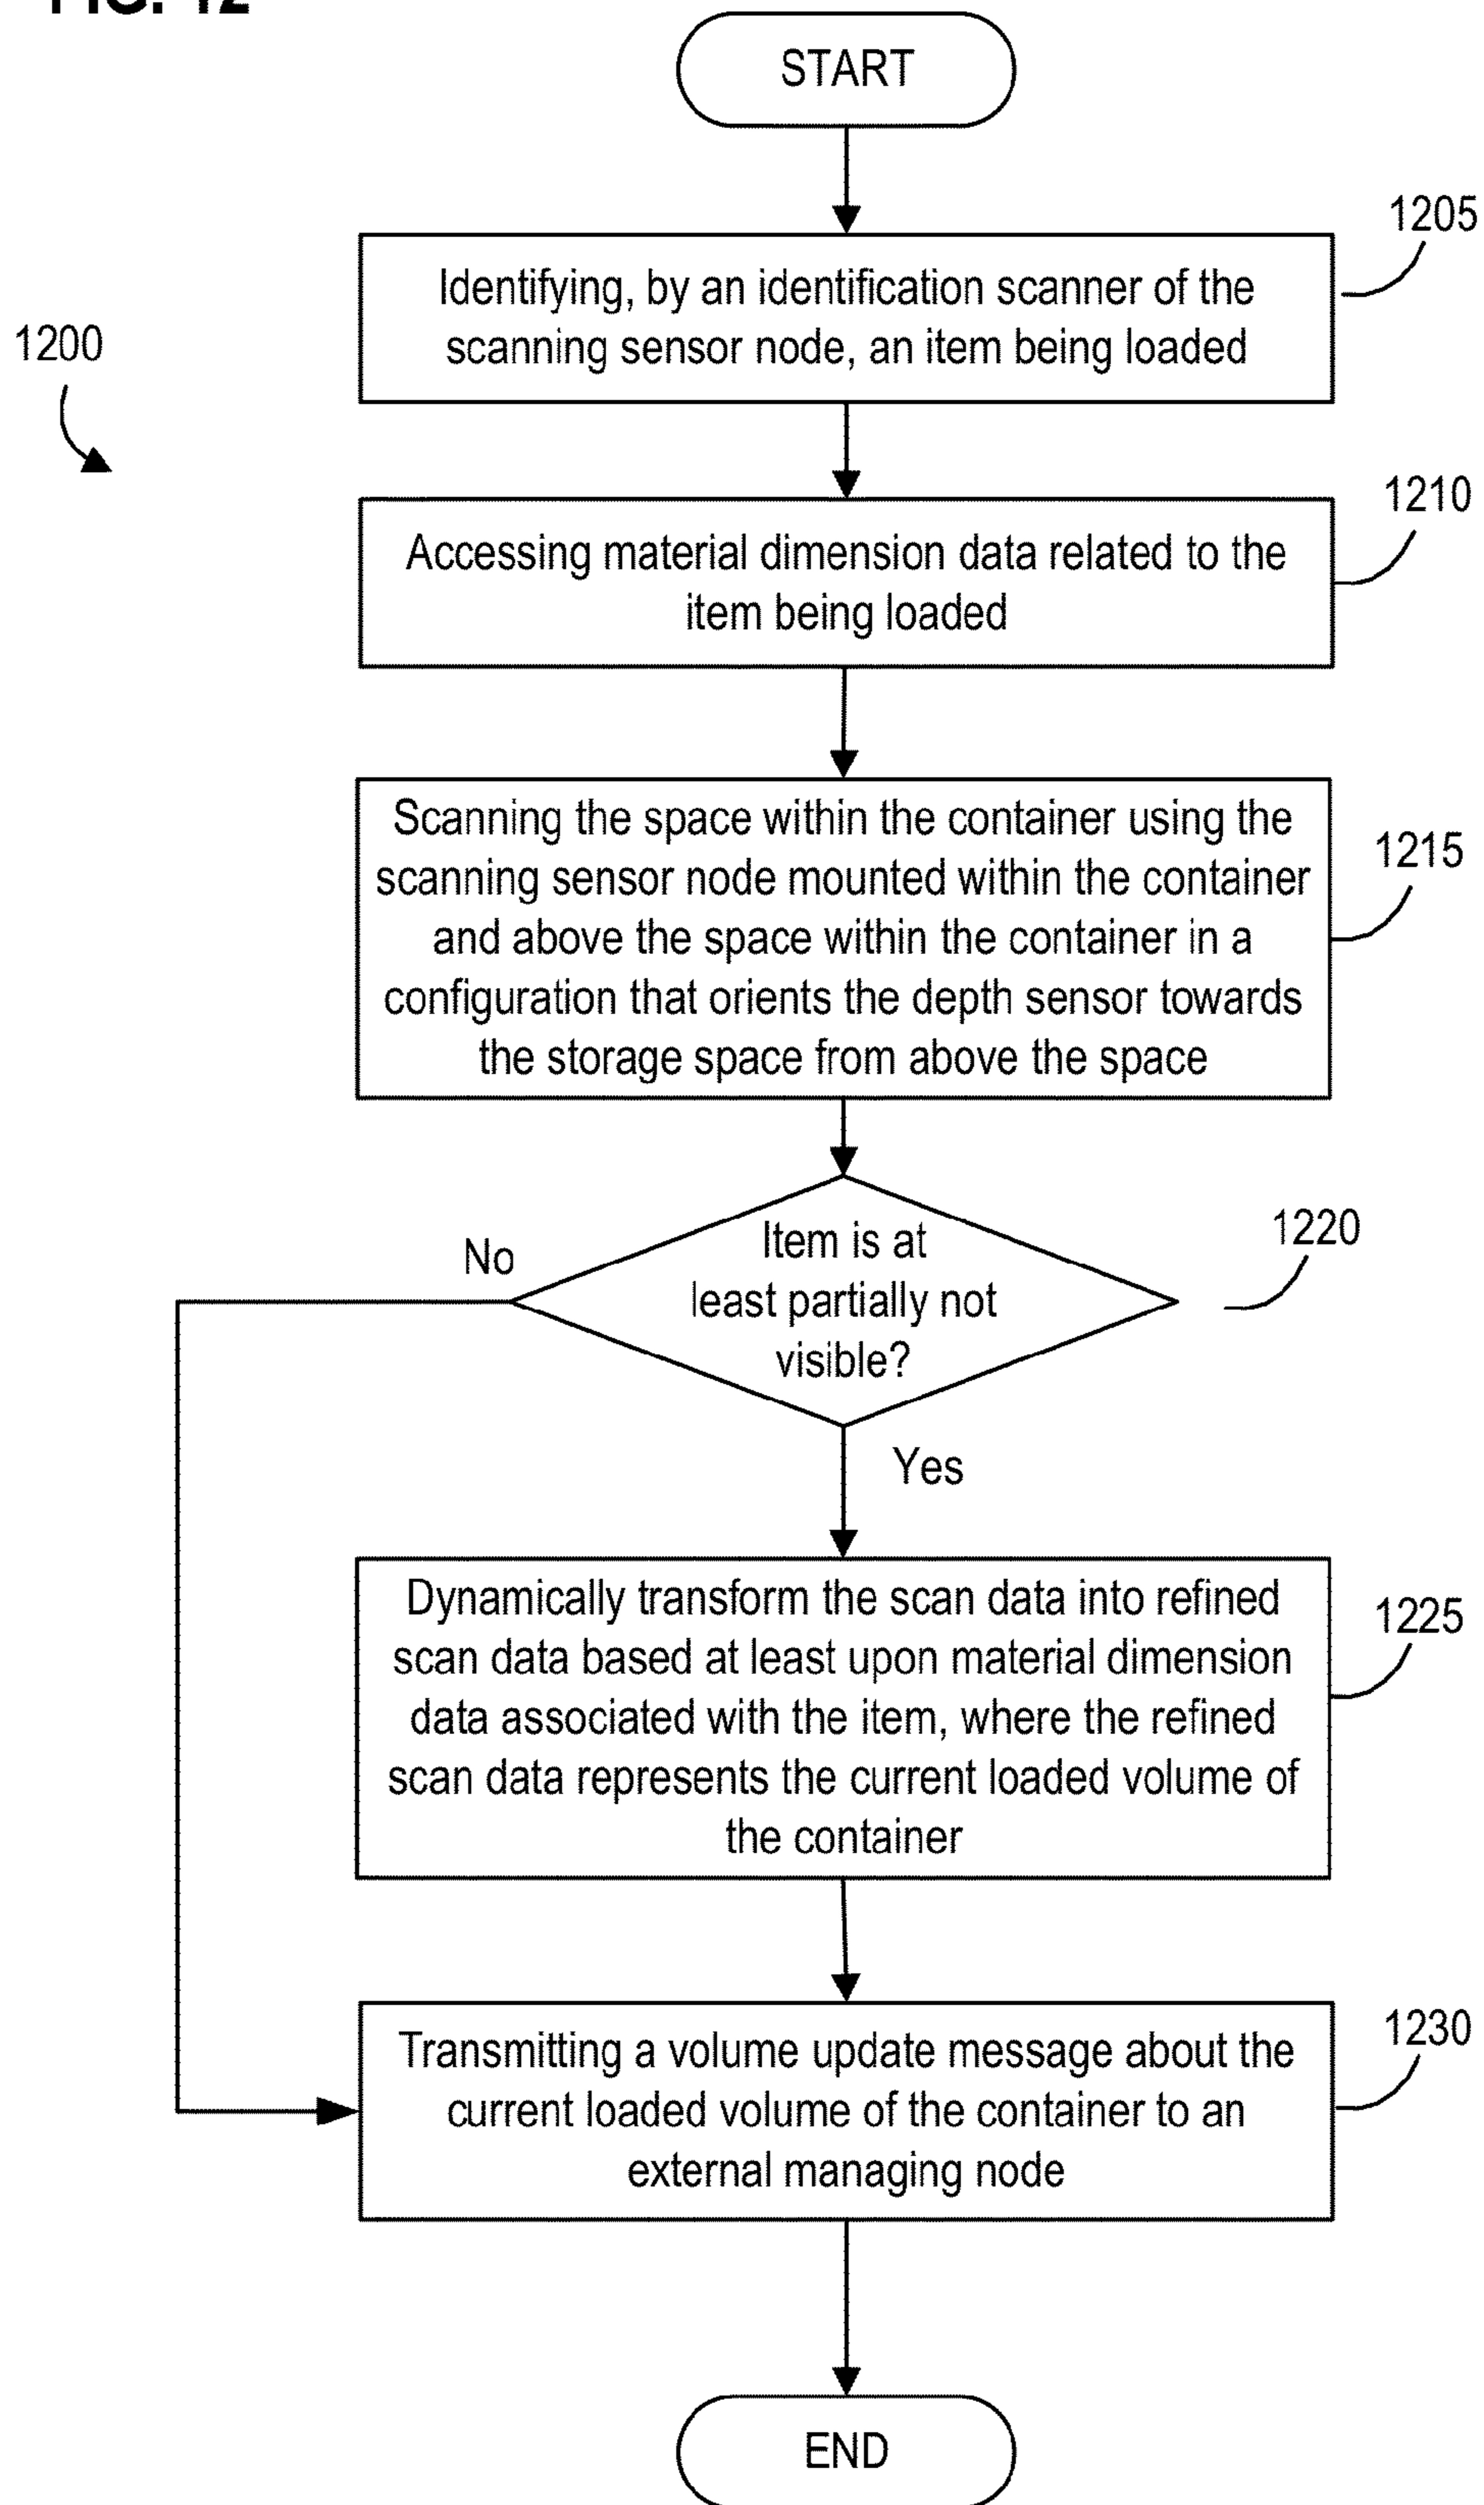 FIG. 12
START
1205
Identifying, by an identification scanner of the
scanning sensor node, an item being loaded
1200
1210
Accessing material dimension data related to the
item being loaded
Scanning the space within the container using the
scanning sensor node mounted within the container
and above the space within the container in a
configuration that orients the depth sensor towards
the storage space from above the space
1215
Item is at
least partially not
visible?
No
1220
Yes
Dynamically transform the scan data into refined
scan data based at least upon material dimension
data associated with the item, where the refined
scan data represents the current loaded volume of
the container
1225
Transmitting a volume update message about the
current loaded volume of the container to an
external managing node
1230
END